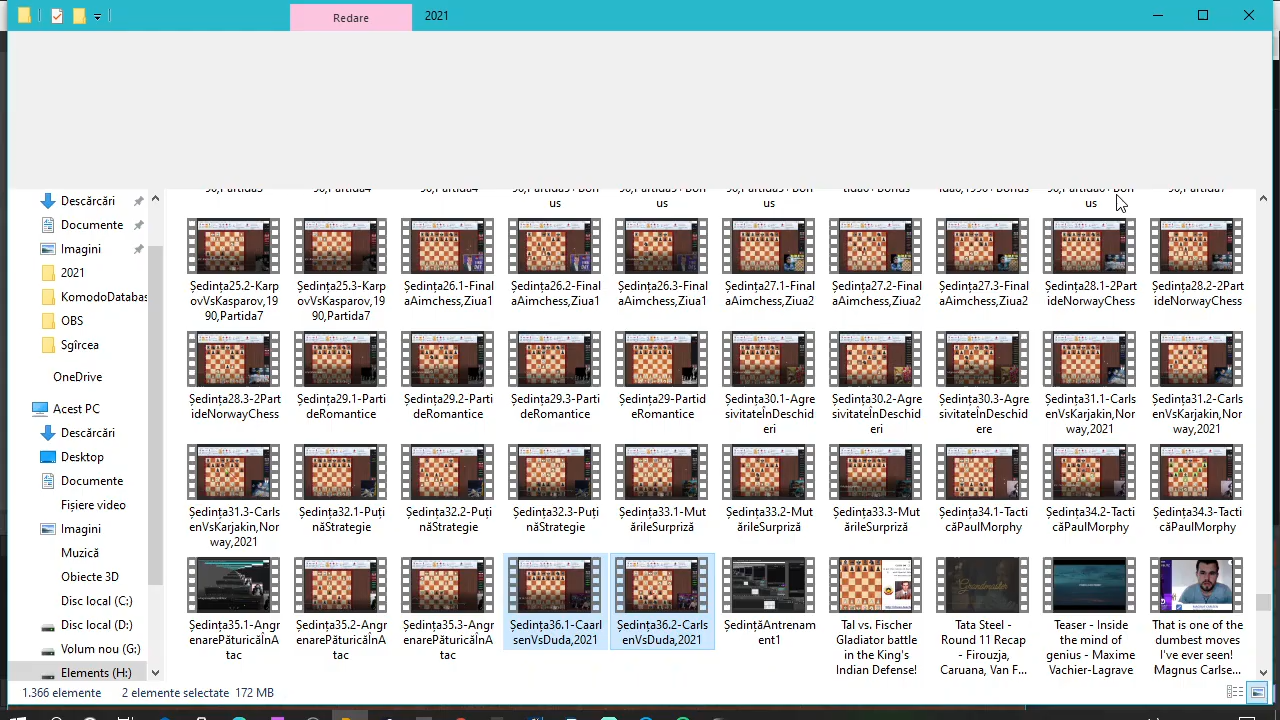 Redare
2021
us
us
us
us
us
Descărcări
Documente
Imagini
2021
KomodoDatabas
OBS
Sgîrcea
OneDrive
Acest PC
Descărcări
Desktop
Documente
Fișiere video
Imagini
Muzică
Obiecte 3D
Disc local (C:)
Disc local (D:)
Volum nou (G:)
Elements (H:)
Ședința25.2-Karp
ovVsKasparov,19
90,Partida7
Ședința25.3-Karp
ovVsKasparov,19
90,Partida7
Ședința26.1-Final
aAimchess,Ziua1
Ședința26.2-Final
aAimchess,Ziua1
Ședința26.3-Final
aAimchess,Ziua1
Ședința27.1-Final
aAimchess,Ziua2
Ședința27.2-Final
aAimchess,Ziua2
Ședința27.3-Final
aAimchess,Ziua2
Ședința28.1-2Part
ideNorwayChess
Ședința28.2-2Part
ideNorwayChess
Ședința28.3-2Part
ideNorwayChess
Ședința29.1-Parti
deRomantice
Ședința29.2-Parti
deRomantice
Ședința29.3-Parti
deRomantice
Ședința29-Partid
eRomantice
Ședința30.1-Agre
sivitateÎnDeschid
eri
Ședința30.2-Agre
sivitateÎnDeschid
eri
Ședința30.3-Agre
sivitateÎnDeschid
ere
Ședința31.1-Carls
enVsKarjakin,Nor
way,2021
Ședința31.2-Carls
enVsKarjakin,Nor
way,2021
Ședința31.3-Carls
enVsKarjakin,Nor
way,2021
Ședința32.1-Puți
năStrategie
Ședința32.2-Puți
năStrategie
Ședința32.3-Puți
năStrategie
Ședința33.1-Mut
ărileSurpriză
Ședința33.2-Mut
ărileSurpriză
Ședința33.3-Mut
ărileSurpriză
Ședința34.1-Tacti
căPaulMorphy
Ședința34.2-Tacti
căPaulMorphy
Ședința34.3-Tacti
căPaulMorphy
Ședința35.1-Angr
enarePăturicăÎnA
tac
Ședința35.2-Angr
enarePăturicăÎnA
tac
Ședința35.3-Angr
enarePăturicăÎnA
tac
Ședința36.1-Caarl
senVsDuda,2021
Ședința36.2-Carls
enVsDuda,2021
ȘedințăAntrenam
ent1
Tal vs. Fischer
Gladiator battle
in the King's
Indian Defense!
Grandmaster
Tata Steel -
Round 11 Recap
- Firouzja,
Caruana, Van F...
Teaser - Inside
the mind of
genius - Maxime
Vachier-Lagrave
That is one of the
dumbest moves
I've ever seen!
Magnus Carlse...
1.366 elemente
2 elemente selectate
172 MB